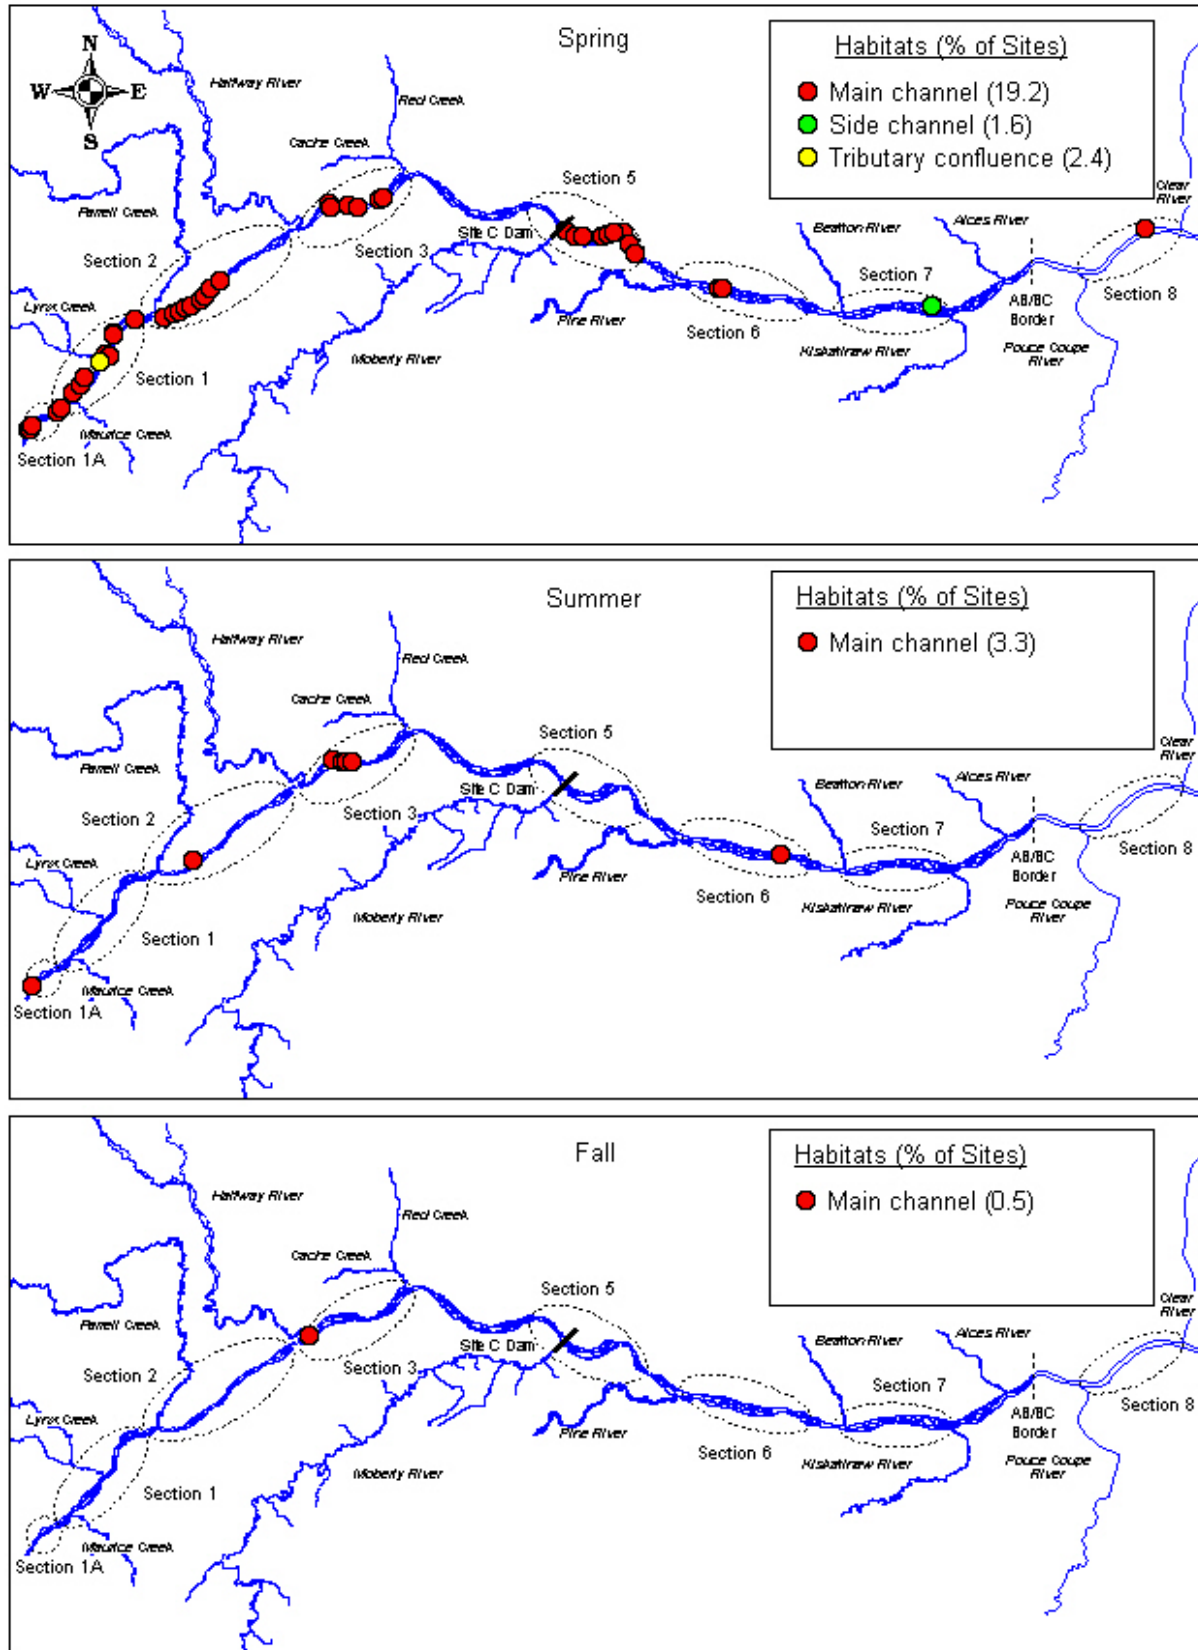 Spring
Habitats (% of Sites)
Main channel (19.2)
Side channel (1.6)
Tributary confluence (2.4)
N
W E
S
Halfway River
Red Creek
Cache Creek
Farrell Creek
Section 5
Clear
River
Alces River
Beatton River
Site C Dam
Section 3
Section 2
Section 7
Section 8
Lynx Creek
AB/BC
Border
Pine River
Section 6
Kiskatinaw River
Pouce Coupe
River
Moberly River
Section 1
Maurice Creek
Section 1A
Summer
Habitats (% of Sites)
Main channel (3.3)
Halfway River
Red Creek
Cache Creek
Farrell Creek
Section 5
Clear
River
Alces River
Beatton River
Site C Dam
Section 3
Section 2
Section 7
Section 8
Lynx Creek
AB/BC
Border
Pine River
Section 6
Kiskatinaw River
Pouce Coupe
River
Moberly River
Section 1
Maurice Creek
Section 1A
Fall
Habitats (% of Sites)
Main channel (0.5)
Halfway River
Red Creek
Cache Creek
Farrell Creek
Section 5
Clear
River
Alces River
Beatton River
Site C Dam
Section 3
Section 2
Section 7
Section 8
Lynx Creek
AB/BC
Border
Pine River
Section 6
Kiskatinaw River
Pouce Coupe
River
Moberly River
Section 1
Maurice Creek
Section 1A